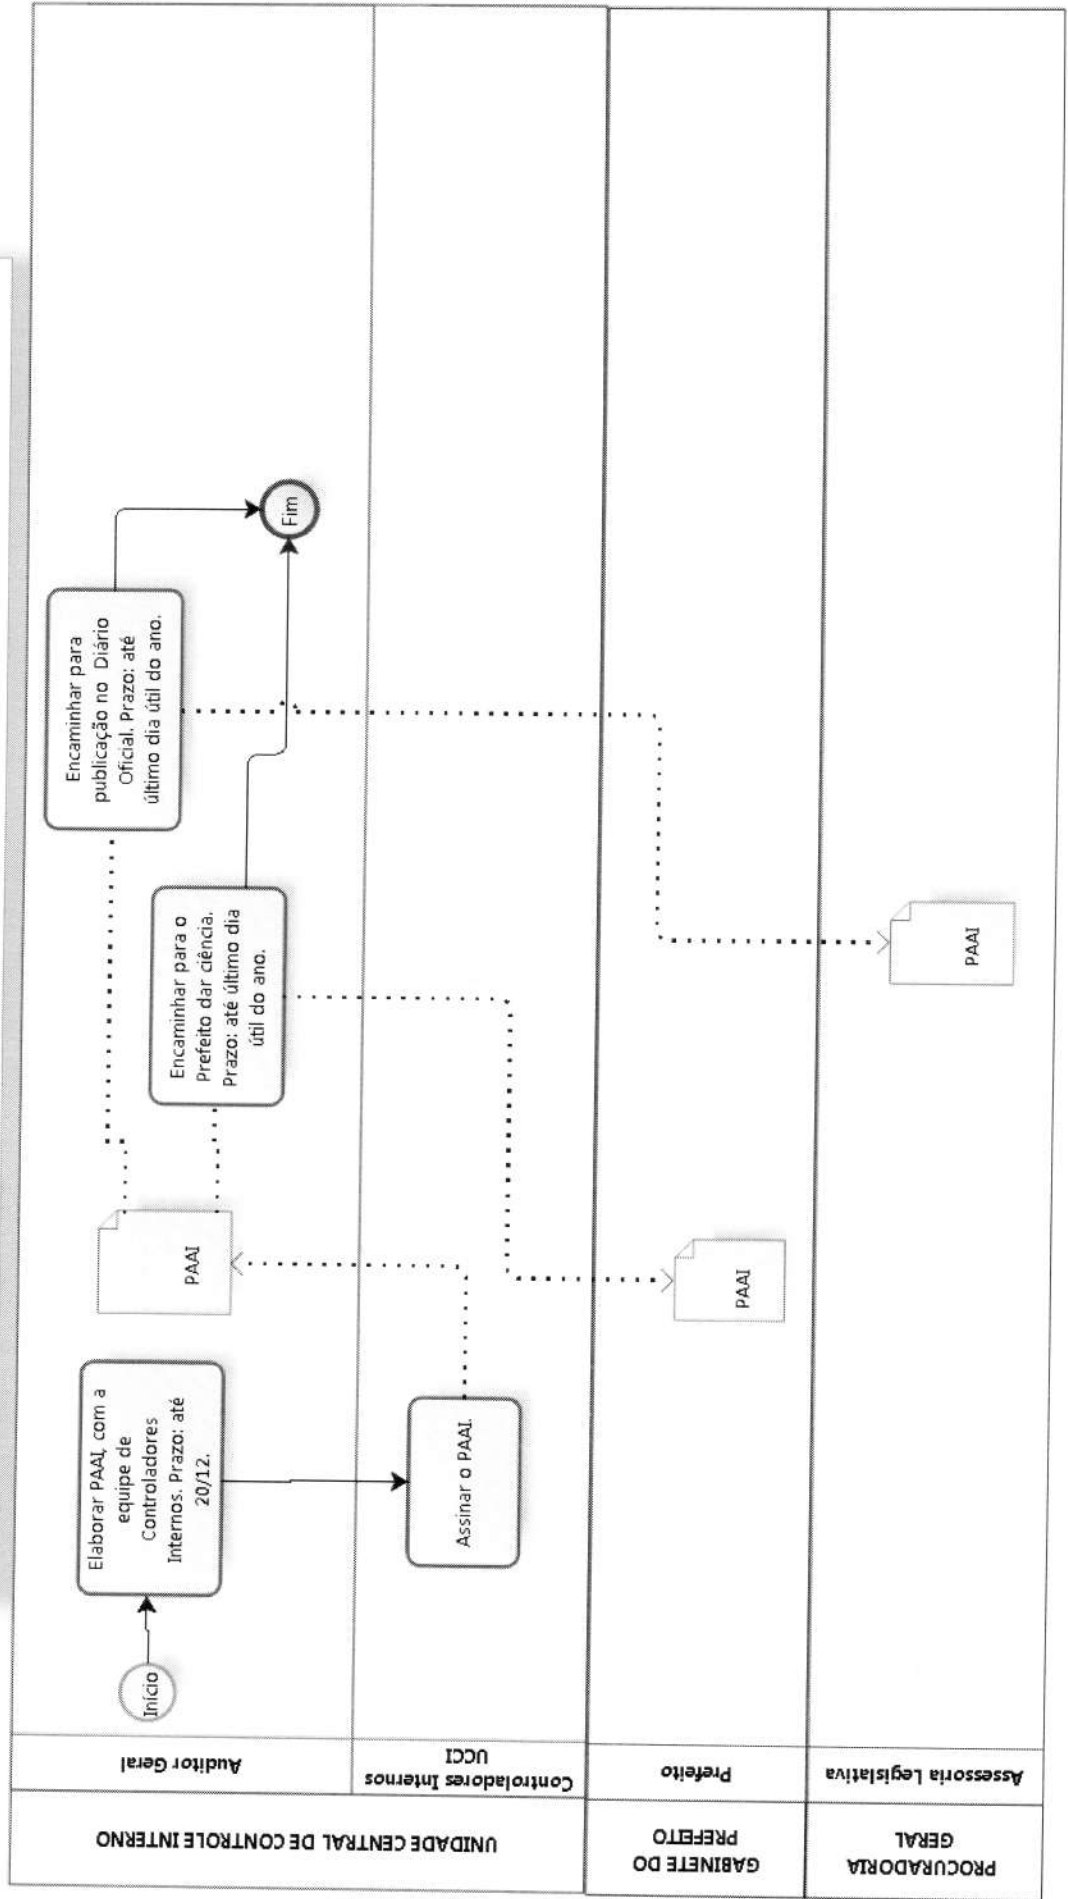 UNIDADE CENTRAL DE CONTROLE INTERNO
Auditor Geral
Início
Elaborar PAAI, com a
equipe de
Controladores
Internos. Prazo: até
20/12.
PAAI
Encaminhar para o
Prefeito dar ciência.
Prazo: até último dia
útil do ano.
Encaminhar para
publicação no Diário
Oficial. Prazo: até
último dia útil do ano.
Fim
Controladores Internos
UCCI
Assinar o PAAI.
GABINETE DO
PREFEITO
Prefeito
PAAI
PROCURADORIA
GERAL
Assessoria Legislativa
PAAI